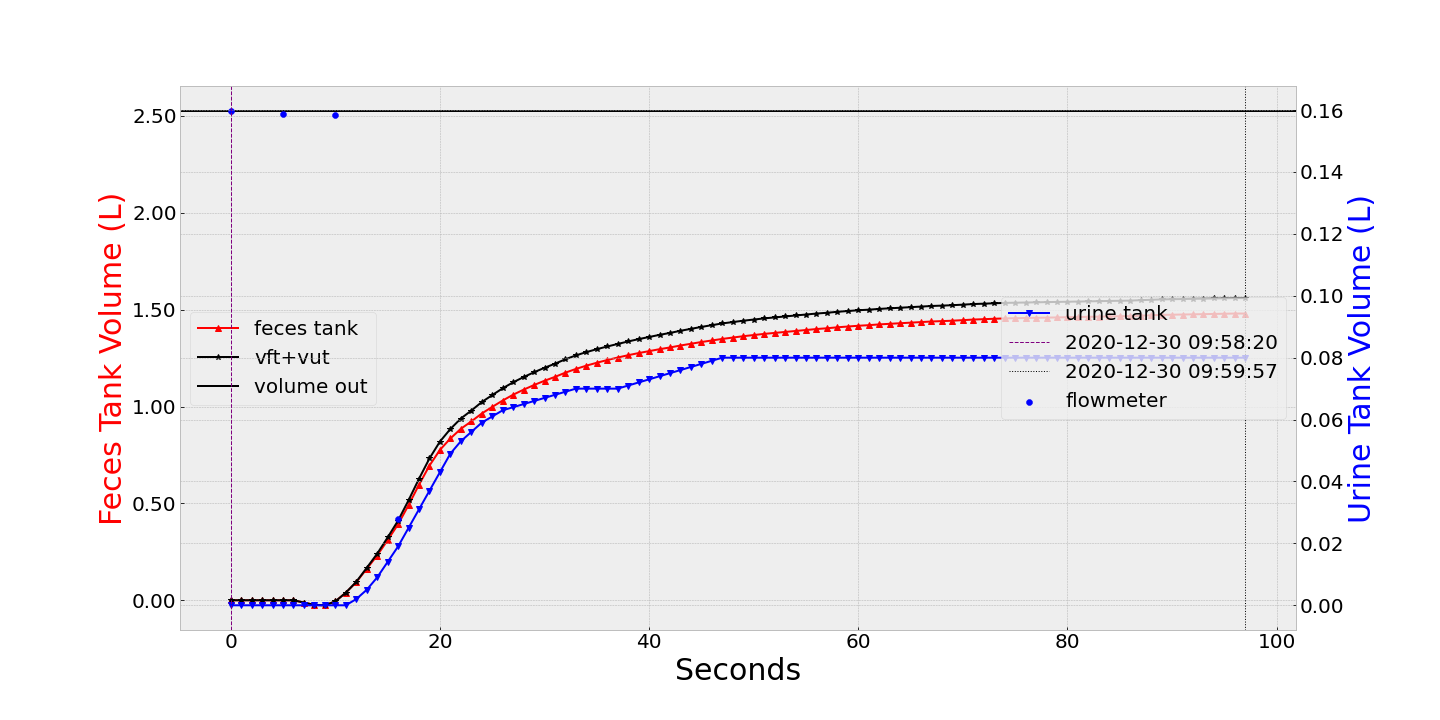 Feces Tank Volume (L)
2.50
2.00
1.50
1.00
0.50
0.00
feces tank
vft+vut
volume out
urine tank
2020-12-30 09:58:20
2020-12-30 09:59:57
flowmeter
0.16
0.14
0.12
0.10
0.08
0.06
0.04
0.02
0.00
Urine Tank Volume (L)
0 20 40 60 80 100
Seconds